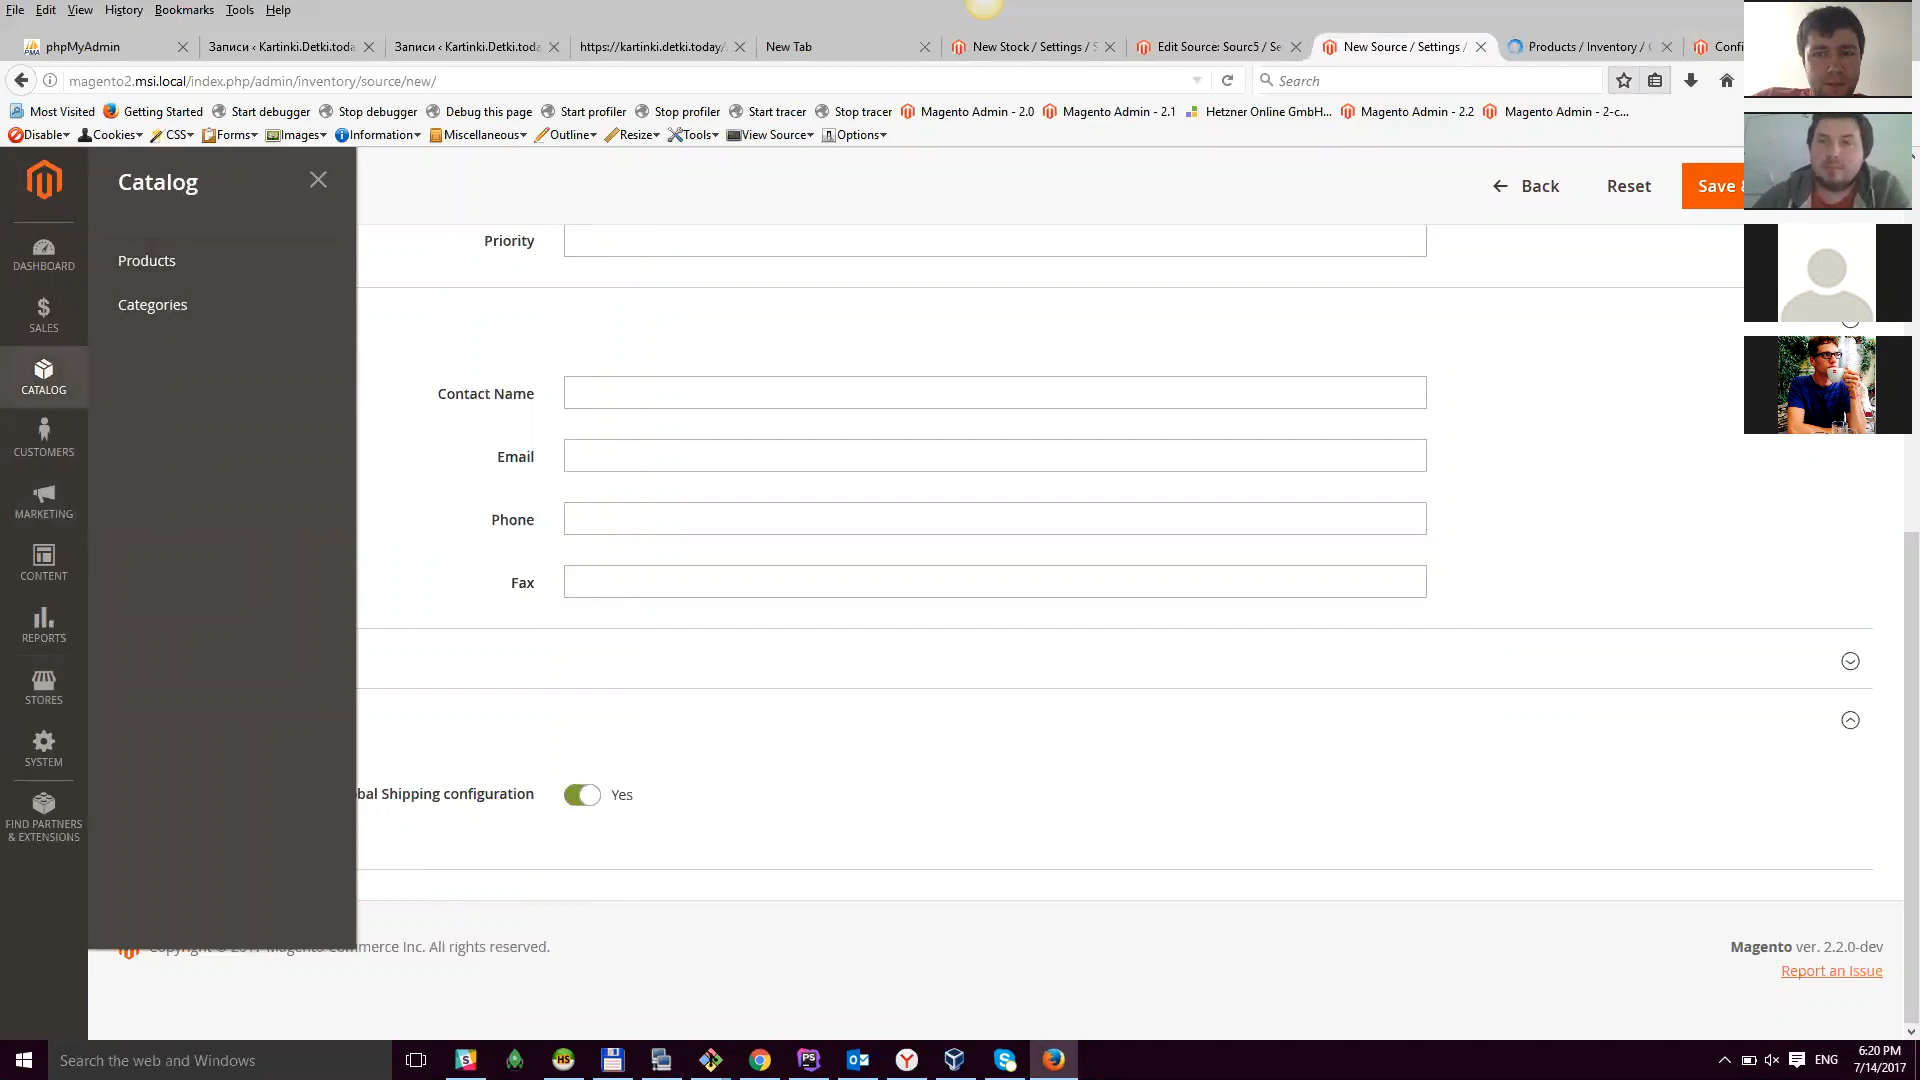 File Edit View History Bookmarks Tools Help
phpMyAdmin
Записи ‹ Kartinki.Detki.toda
Записи ‹ Kartinki.Detki.toda
https://kartinki.detki.today/
New Tab
New Stock / Settings / S
Edit Source: Sourc5 / Se
New Source / Settings /
Products / Inventory /
Confi
magento2.msi.local/index.php/admin/inventory/source/new/
Search
Most Visited Getting Started Start debugger Stop debugger Debug this page Start profiler Stop profiler Start tracer Stop tracer Magento Admin - 2.0 Magento Admin - 2.1 Hetzner Online GmbH... Magento Admin - 2.2 Magento Admin - 2-c...
Disable Cookies CSS Forms Images Information Miscellaneous Outline Resize Tools View Source Options
Catalog
Back
Reset
Save &
Priority
DASHBOARD
Products
SALES
Categories
CATALOG
Contact Name
CUSTOMERS
Email
MARKETING
Phone
CONTENT
Fax
REPORTS
STORES
SYSTEM
bal Shipping configuration
Yes
FIND PARTNERS
& EXTENSIONS
Copyright © 2017 Magento Commerce Inc. All rights reserved.
Magento ver. 2.2.0-dev
Report an Issue
Search the web and Windows
ENG
6:20 PM
7/14/2017